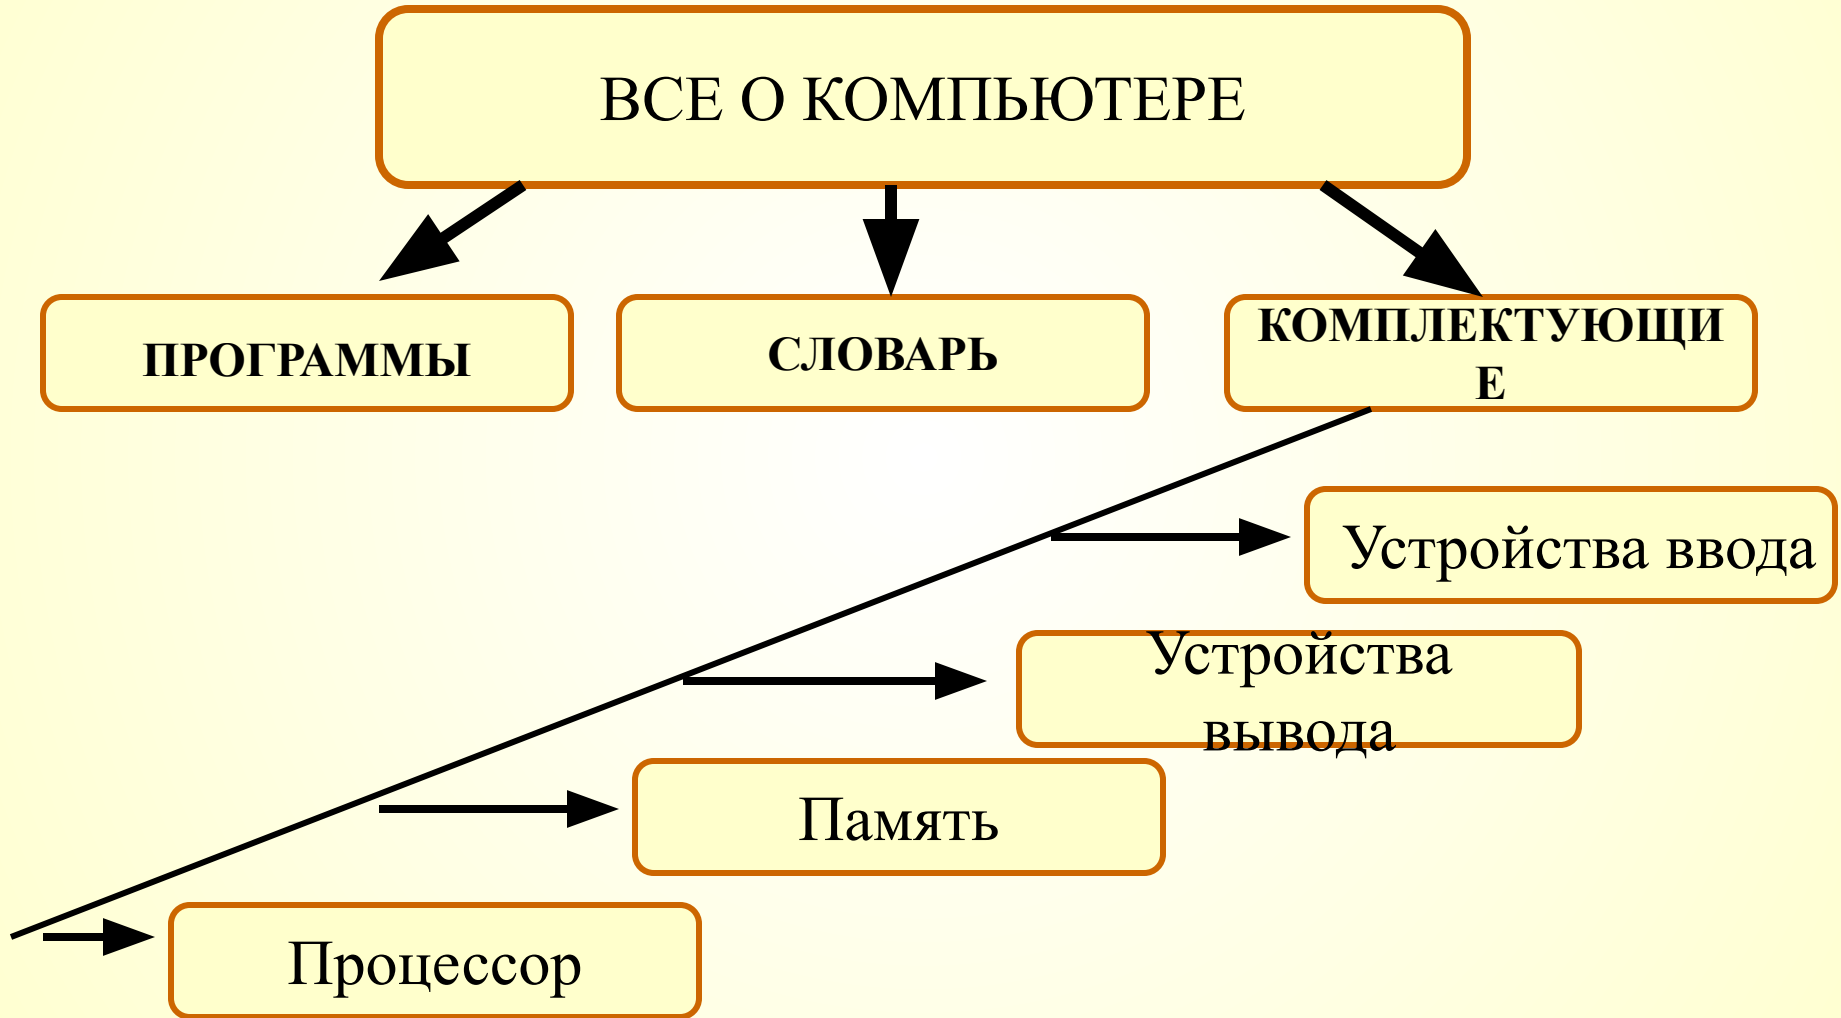 ВСЕ О КОМПЬЮТЕРЕ
ПРОГРАММЫ
СЛОВАРЬ
КОМПЛЕКТУЮЩИ
Е
Устройства ввода
Устройства
вывода
Память
Процессор